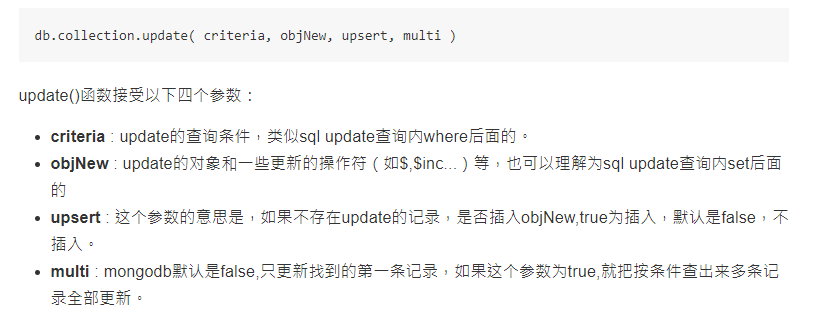 db.collection.update( criteria, objNew, upsert, multi )
update()函数接受以下四个参数：
• criteria : update的查询条件，类似sql update查询内where后面的。
• objNew : update的对象和一些更新的操作符（如$,$inc...）等，也可以理解为sql update查询内set后面
的
• upsert : 这个参数的意思是，如果不存在update的记录，是否插入objNew,true为插入，默认是false，不
插入。
• multi : mongodb默认是false,只更新找到的第一条记录，如果这个参数为true,就把按条件查出来多条记
录全部更新。